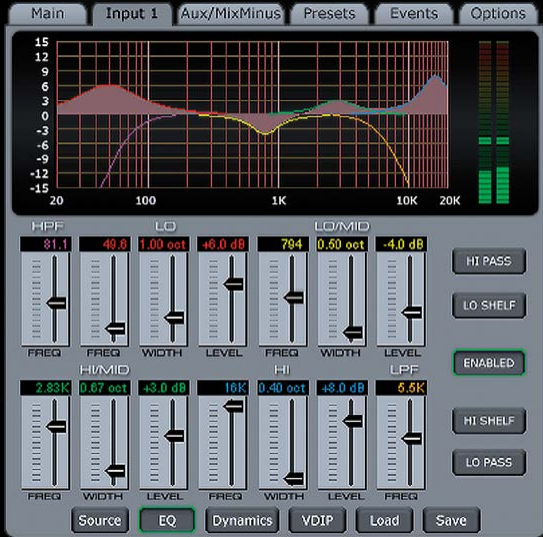 Main Input 1 Aux/MixMinus Presets Events Options
15
12
9
6
3
0
-3
-6
-9
-12
-15
20 100 1K 10K 20K
HPF LO LO/MID
81.1 49.6 1.00 oct +6.0 dB 794 0.50 oct -4.0 dB
HI PASS
LO SHELF
FREQ FREQ WIDTH LEVEL FREQ WIDTH LEVEL
ENABLED
HI/MID HI LPF
2.83K 0.67 oct +3.0 dB 16K 0.40 oct +8.0 dB 5.5K
HI SHELF
LO PASS
FREQ WIDTH LEVEL FREQ WIDTH LEVEL FREQ
Source EQ Dynamics VDIP Load Save